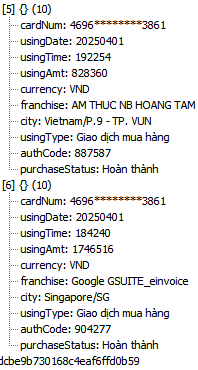 [5] {} (10)
cardNum: 4696********3861
usingDate: 20250401
usingTime: 192254
usingAmt: 828360
currency: VND
franchise: AM THUC NB HOANG TAM
city: Vietnam/P.9 - TP. VUN
usingType: Giao dịch mua hàng
authCode: 887587
purchaseStatus: Hoàn thành
[6] {} (10)
cardNum: 4696********3861
usingDate: 20250401
usingTime: 184240
usingAmt: 1746516
currency: VND
franchise: Google GSUITE_einvoice
city: Singapore/SG
usingType: Giao dịch mua hàng
authCode: 904277
purchaseStatus: Hoàn thành
dcbe9b730168c4eaf6ffd0b59